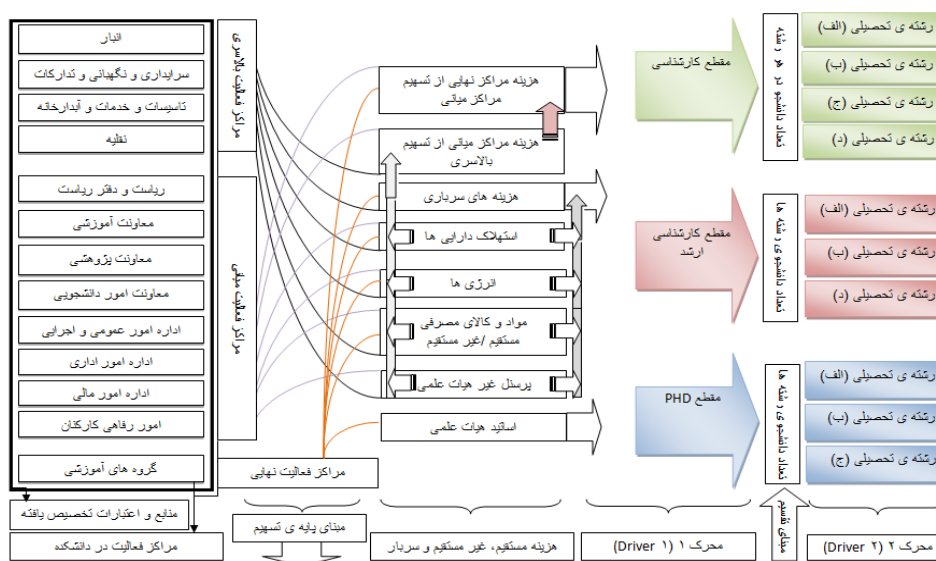 انبار
سرایداری و نگهبانی و تدارکات
تاسیسات و خدمات و آبدارخانه
نقلیه
ریاست و دفتر ریاست
معاونت آموزشی
معاونت پژوهشی
معاونت امور دانشجویی
اداره امور عمومی و اجرایی
اداره امور اداری
اداره امور مالی
امور رفاهی کارکنان
گروه های آموزشی
منابع و اعتبارات تخصیص یافته
مراکز فعالیت در دانشکده
مراکز فعالیت بالاسری
مراکز فعالیت میانی
مراکز فعالیت نهایی
مبنای پایه ی تسهیم
هزینه مراکز نهایی از تسهیم
مراکز میانی
هزینه مراکز میانی از تسهیم
بالاسری
هزینه های سرباری
استهلاک دارایی ها
انرژی ها
مواد و کالای مصرفی
مستقیم /غیر مستقیم
پرسنل غیر هیات علمی
اساتید هیات علمی
هزینه مستقیم، غیر مستقیم و سربار
مقطع کارشناسی
مقطع کارشناسی
ارشد
مقطع PHD
محرک ۱ (Driver ۱)
تعداد دانشجو در هر رشته
تعداد دانشجوی رشته ها
تعداد دانشجوی رشته ها
مبنای تقسیم
رشته ی تحصیلی (الف)
رشته ی تحصیلی (ب)
رشته ی تحصیلی (ج)
رشته ی تحصیلی (د)
رشته ی تحصیلی (الف)
رشته ی تحصیلی (ب)
رشته ی تحصیلی (د)
رشته ی تحصیلی (الف)
رشته ی تحصیلی (ب)
رشته ی تحصیلی (ج)
محرک ۲ (Driver ۲)